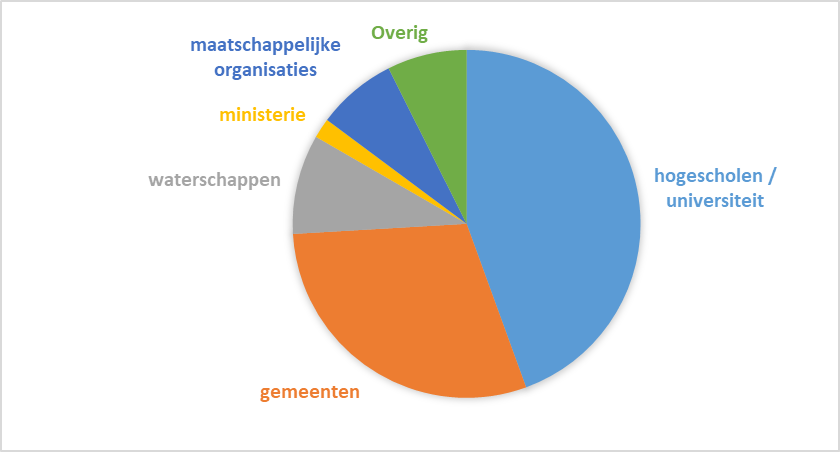 Overig
maatschappelijke
organisaties
ministerie
waterschappen
hogescholen /
universiteit
gemeenten